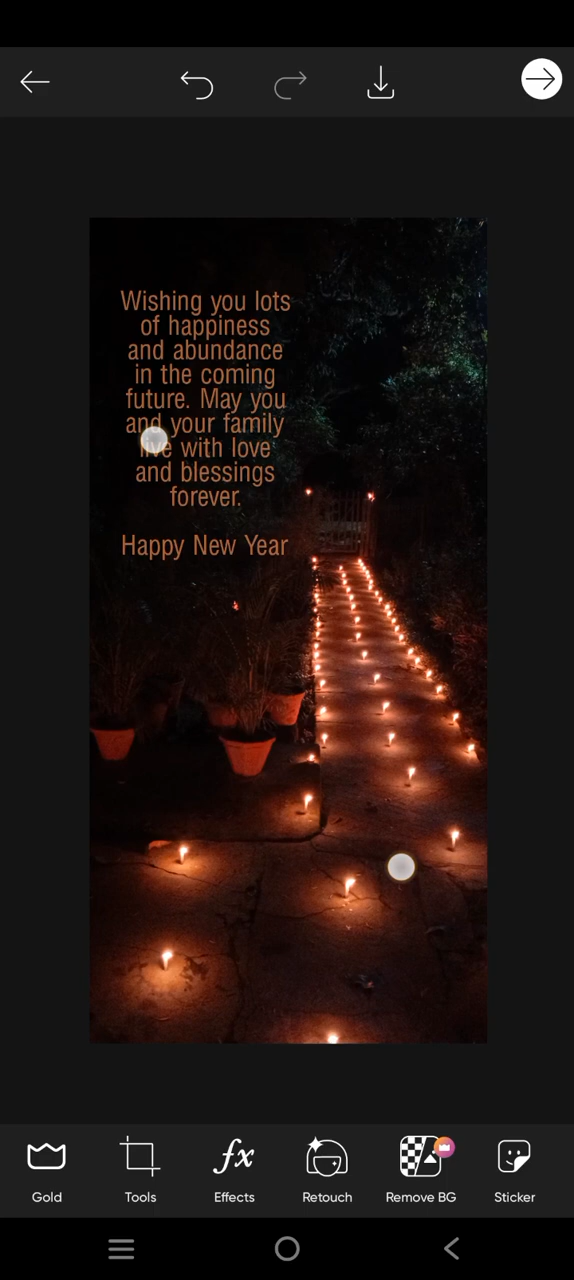 Wishing you lots
of happiness
and abundance
in the coming
future. May you
and your family
live with love
and blessings
forever.
Happy New Year
Gold
Tools
fx
Effects
Retouch
Remove BG
Sticker